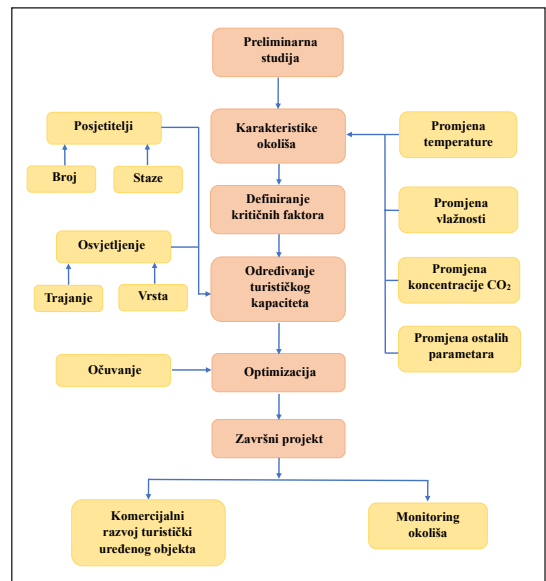 Preliminarna
studija
Posjetitelji
Broj
Staze
Karakteristike
okoliša
Promjena
temperature
Definiranje
kritičnih faktora
Promjena
vlažnosti
Osvjetljenje
Trajanje
Vrsta
Određivanje
turističkog
kapaciteta
Promjena
koncentracije CO₂
Promjena ostalih
parametara
Očuvanje
Optimizacija
Završni projekt
Komercijalni
razvoj turistički
uređenog objekta
Monitoring
okoliša